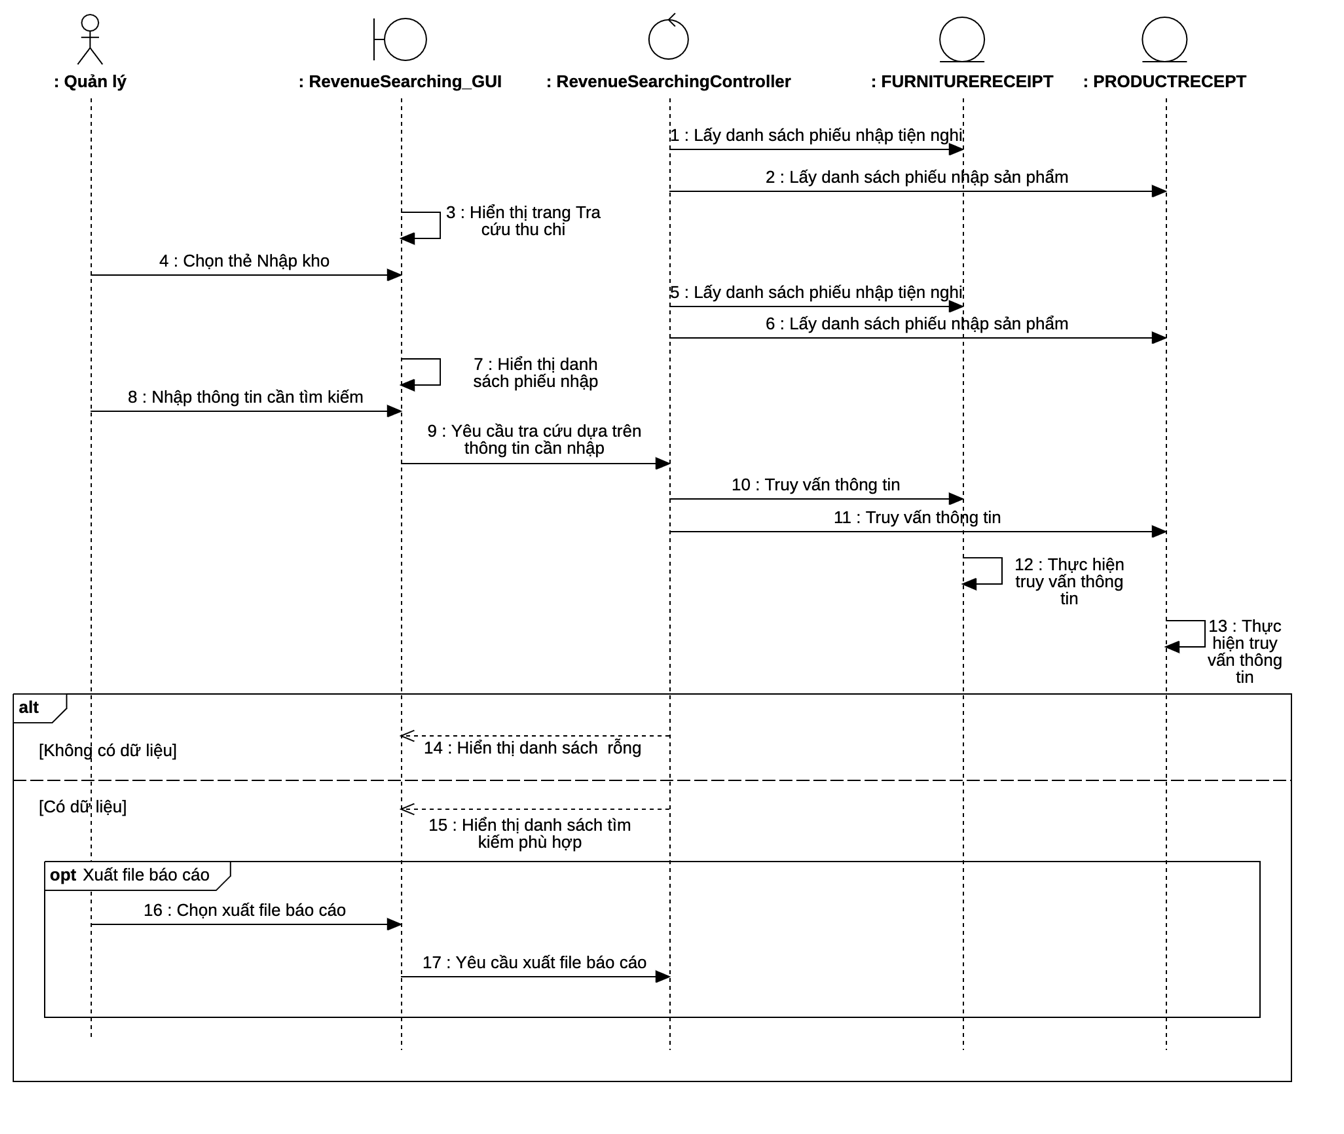 : Quản lý
: RevenueSearching_GUI
: RevenueSearchingController
: FURNITURERECEIPT
: PRODUCTRECEPT
1 : Lấy danh sách phiếu nhập tiện nghi
2 : Lấy danh sách phiếu nhập sản phẩm
3 : Hiển thị trang Tra
cứu thu chi
4 : Chọn thẻ Nhập kho
5 : Lấy danh sách phiếu nhập tiện nghi
6 : Lấy danh sách phiếu nhập sản phẩm
7 : Hiển thị danh
sách phiếu nhập
8 : Nhập thông tin cần tìm kiếm
9 : Yêu cầu tra cứu dựa trên
thông tin cần nhập
10 : Truy vấn thông tin
11 : Truy vấn thông tin
12 : Thực hiện
truy vấn thông
tin
13 : Thực
hiện truy
vấn thông
tin
alt
14 : Hiển thị danh sách  rỗng
[Không có dữ liệu]
[Có dữ liệu]
15 : Hiển thị danh sách tìm
kiếm phù hợp
opt Xuất file báo cáo
16 : Chọn xuất file báo cáo
17 : Yêu cầu xuất file báo cáo